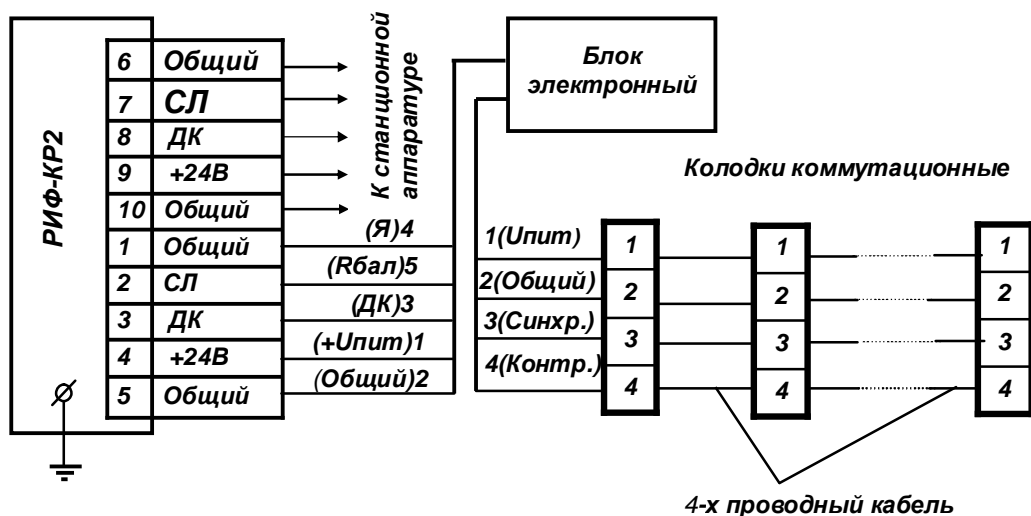 РИФ-КР2
6 Общий
7 СЛ
8 ДК
9 +24В
10 Общий
1 Общий
2 СЛ
3 ДК
4 +24В
5 Общий
К станционной
аппаратуре
(Я)4
(Rбал)5
(ДК)3
(+Uпит)1
(Общий)2
Блок
электронный
Колодки коммутационные
1(Uпит)
2(Общий)
3(Синхр.)
4(Контр.)
1
2
3
4
1
2
3
4
1
2
3
4
4-х проводный кабель